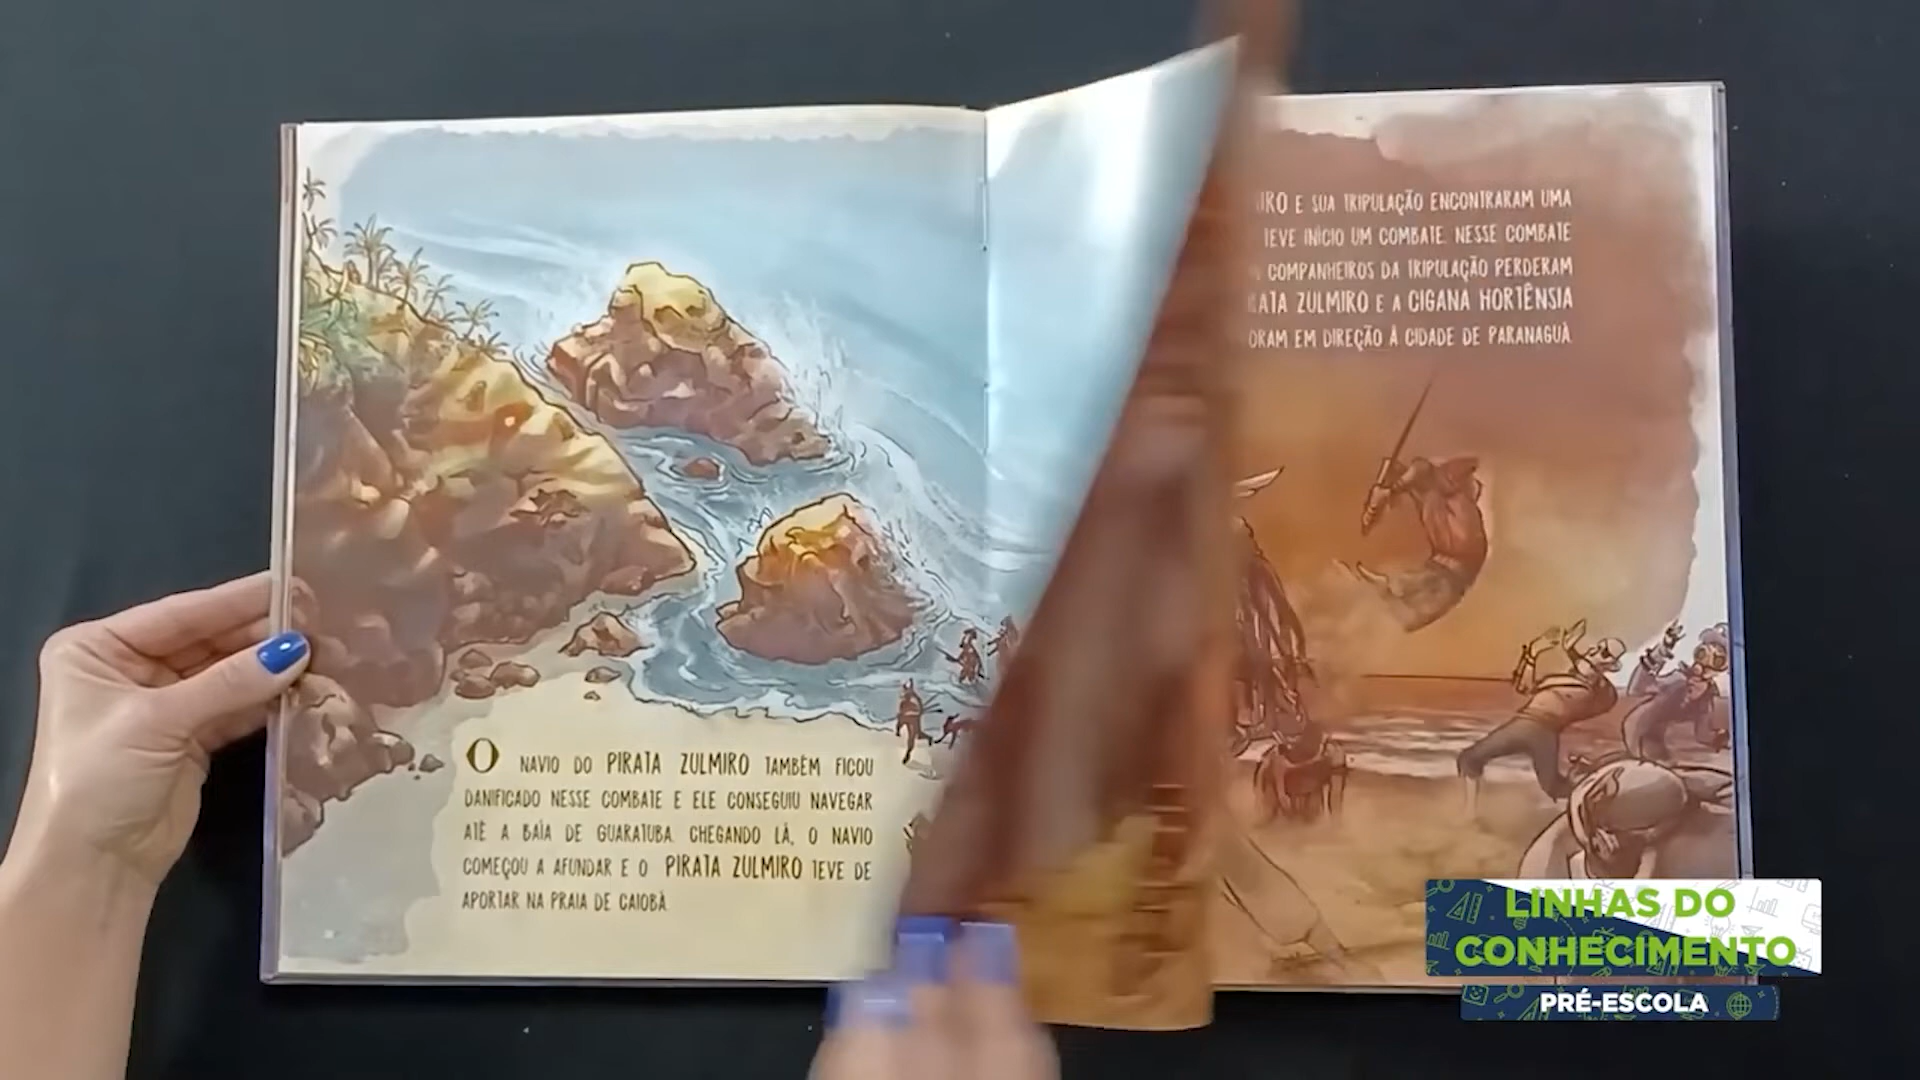 O NAVIO DO PIRATA ZULMIRO TAMBÉM FICOU
DANIFICADO NESSE COMBATE E ELE CONSEGUIU NAVEGAR
ATÉ A BAÍA DE GUARATUBA. CHEGANDO LÁ, O NAVIO
COMEÇOU A AFUNDAR E O PIRATA ZULMIRO TEVE DE
APORTAR NA PRAIA DE CAIOBÁ.
E SUA TRIPULAÇÃO ENCONTRARAM UMA
TEVE INÍCIO UM COMBATE. NESSE COMBATE
COMPANHEIROS DA TRIPULAÇÃO PERDERAM
ZULMIRO E A CIGANA HORTÊNSIA
EM DIREÇÃO À CIDADE DE PARANAGUÁ.
LINHAS DO
CONHECIMENTO
PRÉ-ESCOLA